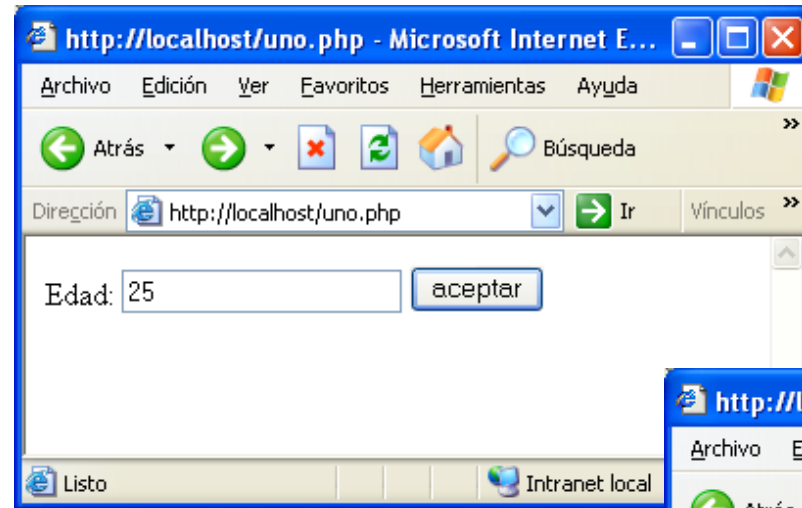 http://localhost/uno.php - Microsoft Internet E...
Archivo Edición Ver Favoritos Herramientas Ayuda
Atrás Búsqueda »
Dirección http://localhost/uno.php Ir Vínculos »
Edad: 25 aceptar
Listo Intranet local
http://
Archivo